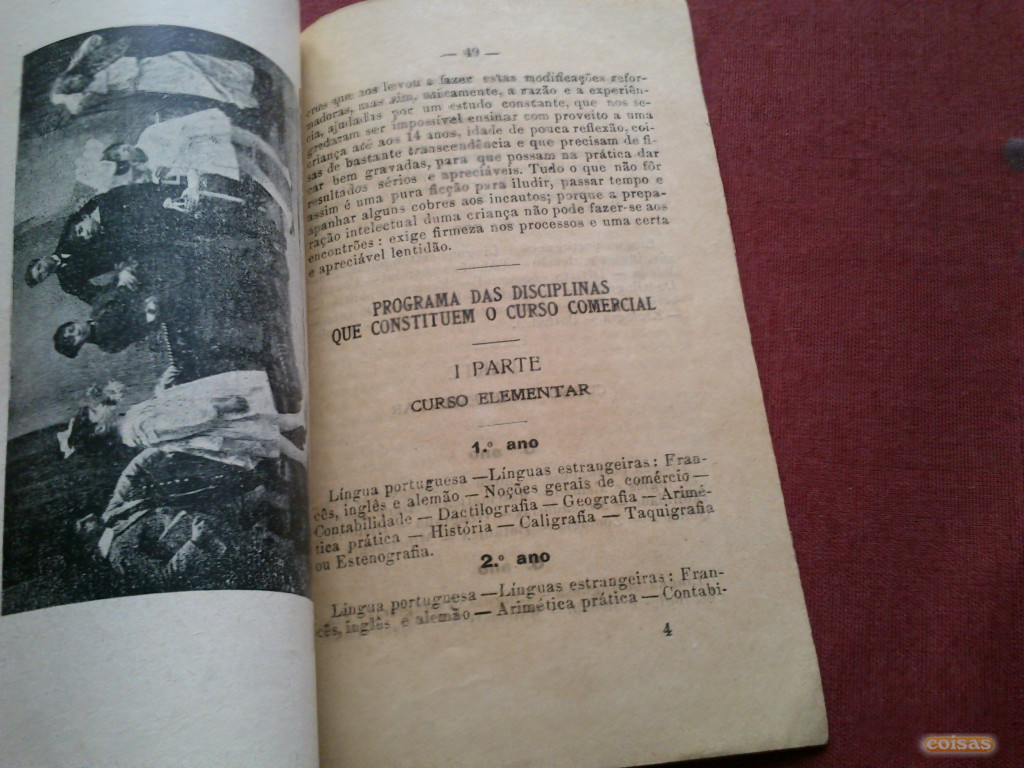 — 49 —
que nos levou a fazer estas modificações refor-
madoras, mas sim, ùnicamente, a razão e a experiên-
cia, ajudadas por um estudo constante, que nos se-
gredaram ser impossível ensinar com proveito a uma
criança até aos 14 anos, idade de pouca reflexão, coi-
sas de bastante transcendência e que precisam de fi-
car bem gravadas, para que possam na prática dar
resultados sérios e apreciáveis. Tudo o que não fôr
assim é uma pura ficção para iludir, passar tempo e
apanhar alguns cobres aos incautos; porque a prepa-
ração intelectual duma criança não pode fazer-se aos
encontrões: exige firmeza nos processos e uma certa
e apreciável lentidão.
PROGRAMA DAS DISCIPLINAS
QUE CONSTITUEM O CURSO COMERCIAL
I PARTE
CURSO ELEMENTAR
1.º ano
Língua portuguesa — Línguas estrangeiras: Fran-
cês, inglês e alemão — Noções gerais de comércio —
Contabilidade — Dactilografia — Geografia — Arimé-
tica prática — História — Caligrafia — Taquigrafia
ou Estenografia.
2.º ano
Língua portuguesa — Línguas estrangeiras: Fran-
cês, inglês e alemão — Arimética prática — Contabi-
4
coisas